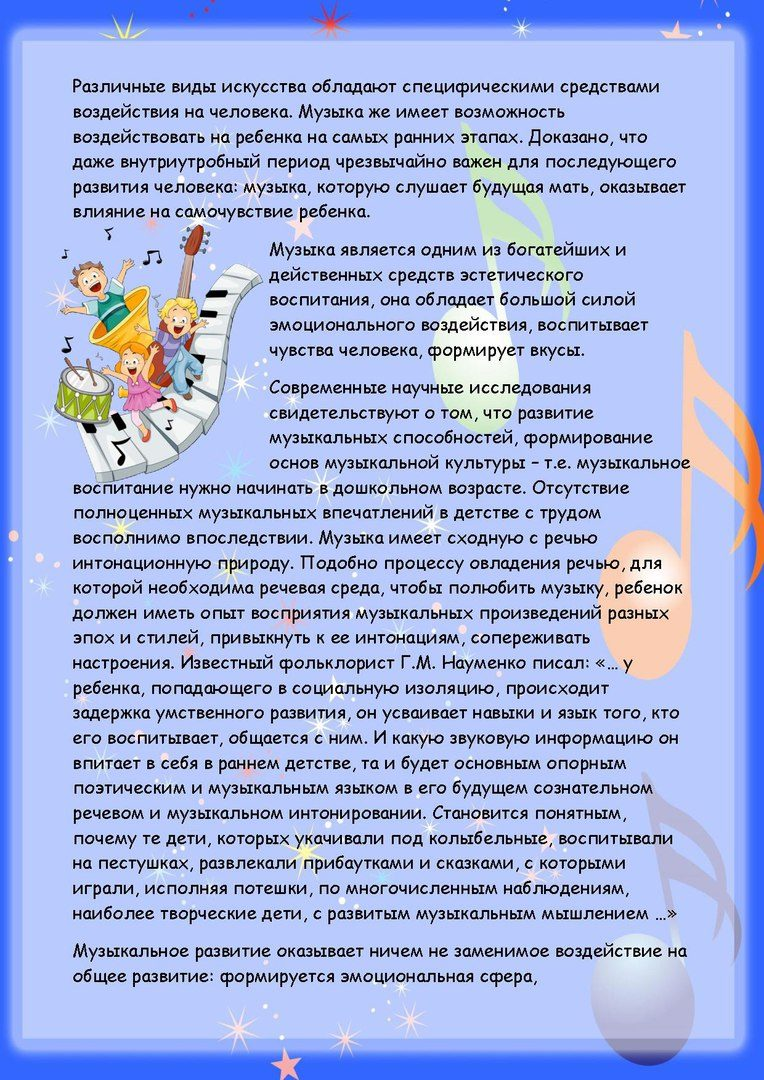 Различные виды искусства обладают специфическими средствами
воздействия на человека. Музыка же имеет возможность
воздействовать на ребенка на самых ранних этапах. Доказано, что
даже внутриутробный период чрезвычайно важен для последующего
развития человека: музыка, которую слушает будущая мать, оказывает
влияние на самочувствие ребенка.
Музыка является одним из богатейших и
действенных средств эстетического
воспитания, она обладает большой силой
эмоционального воздействия, воспитывает
чувства человека, формирует вкусы.
Современные научные исследования
свидетельствуют о том, что развитие
музыкальных способностей, формирование
основ музыкальной культуры – т.е. музыкальное
воспитание нужно начинать в дошкольном возрасте. Отсутствие
полноценных музыкальных впечатлений в детстве с трудом
восполнимо впоследствии. Музыка имеет сходную с речью
интонационную природу. Подобно процессу овладения речью, для
которой необходима речевая среда, чтобы полюбить музыку, ребенок
должен иметь опыт восприятия музыкальных произведений разных
эпох и стилей, привыкнуть к ее интонациям, сопереживать
настроения. Известный фольклорист Г.М. Науменко писал: «… у
ребенка, попадающего в социальную изоляцию, происходит
задержка умственного развития, он усваивает навыки и язык того, кто
его воспитывает, общается с ним. И какую звуковую информацию он
впитает в себя в раннем детстве, та и будет основным опорным
поэтическим и музыкальным языком в его будущем сознательном
речевом и музыкальном интонировании. Становится понятным,
почему те дети, которых укачивали под колыбельные, воспитывали
на пестушках, развлекали прибаутками и сказками, с которыми
играли, исполняя потешки, по многочисленным наблюдениям,
наиболее творческие дети, с развитым музыкальным мышлением …»
Музыкальное развитие оказывает ничем не заменимое воздействие на
общее развитие: формируется эмоциональная сфера,